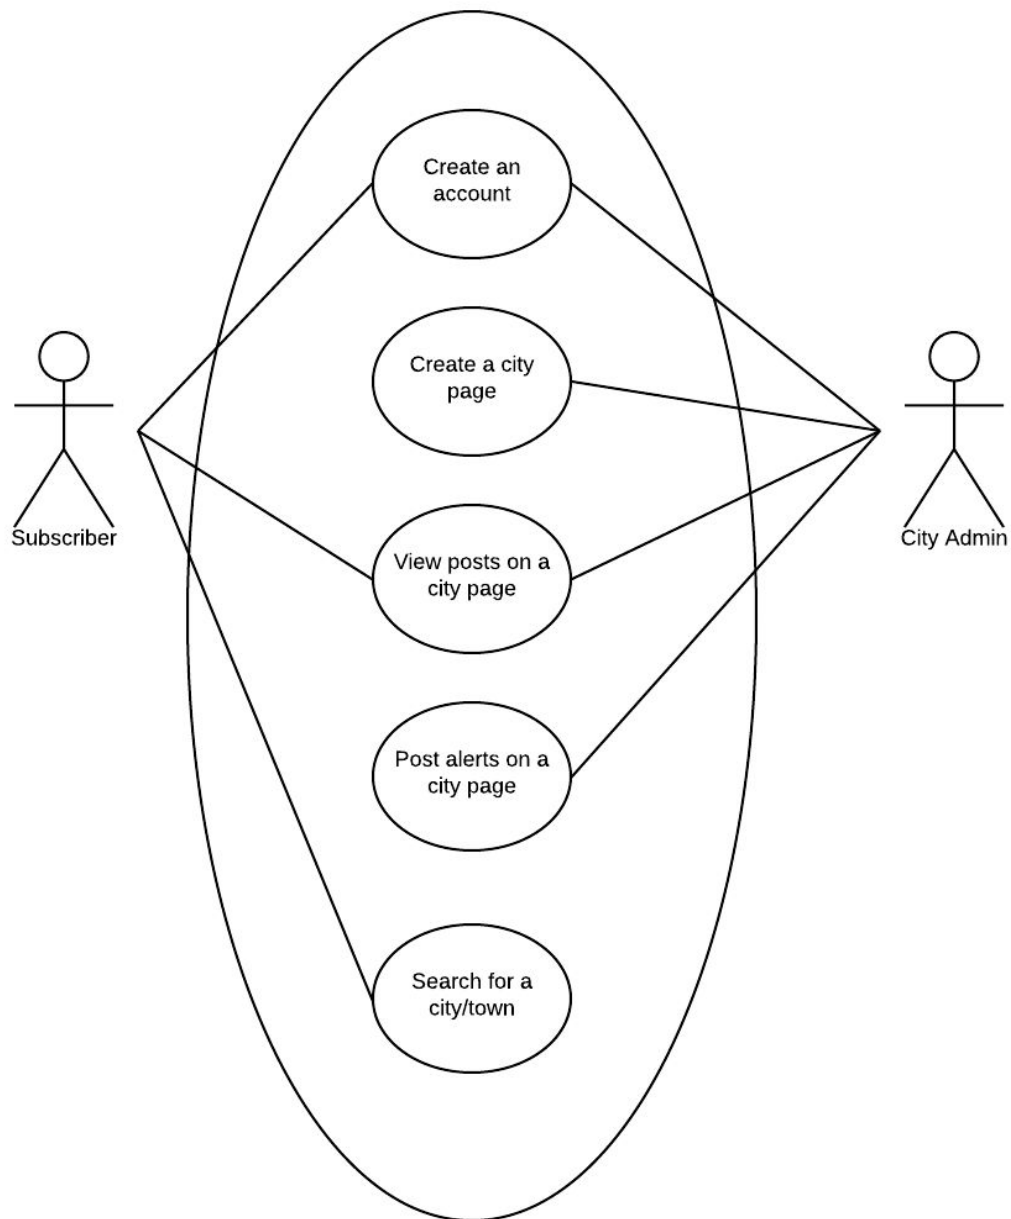 Create an
account
Create a city
page
Subscriber
City Admin
View posts on a
city page
Post alerts on a
city page
Search for a
city/town